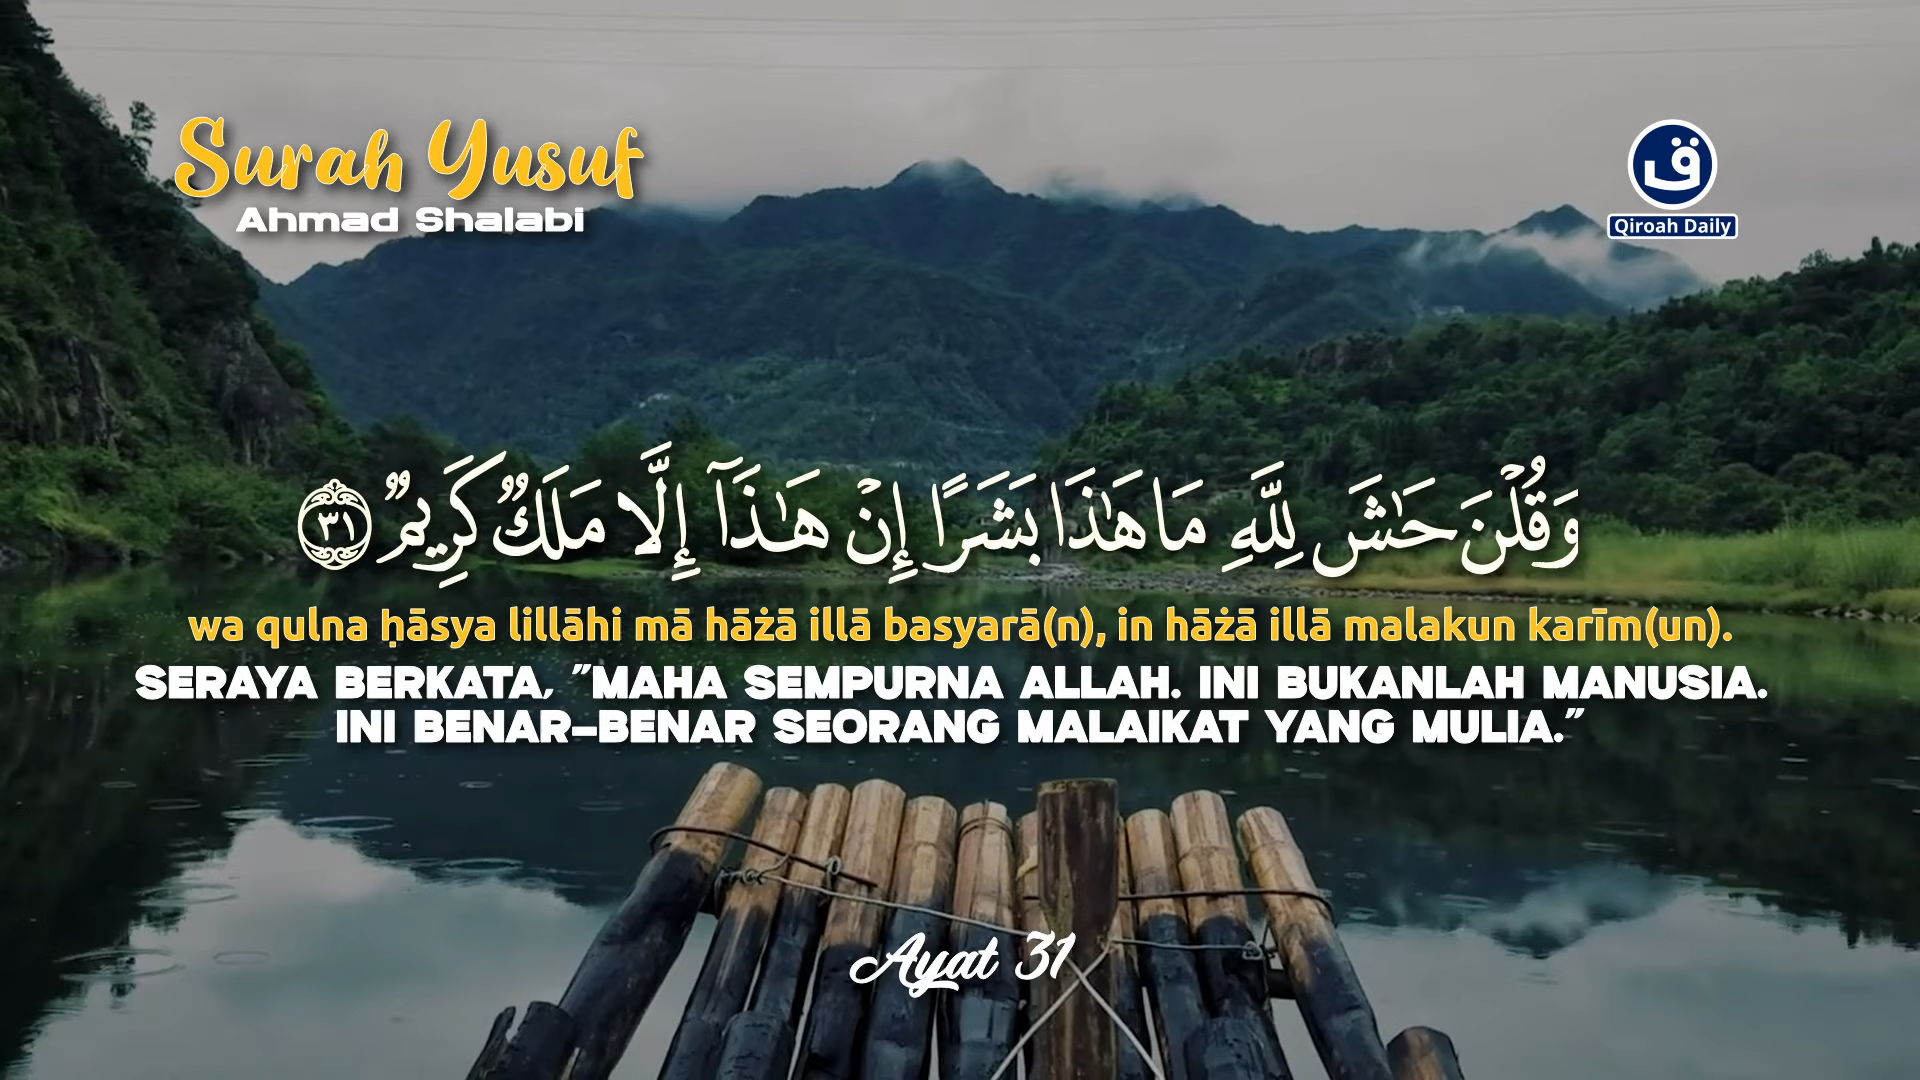 Surah Yusuf
Ahmad Shalabi
ق
Qiroah Daily
وَقُلْنَ حَٰشَ لِلَّهِ مَا هَٰذَا بَشَرًا إِنْ هَٰذَآ إِلَّا مَلَكٌ كَرِيمٌ ٣١
wa qulna ḥāsya lillāhi mā hāżā illā basyarā(n), in hāżā illā malakun karīm(un).
SERAYA BERKATA, "MAHA SEMPURNA ALLAH. INI BUKANLAH MANUSIA.
INI BENAR-BENAR SEORANG MALAIKAT YANG MULIA."
Ayat 31